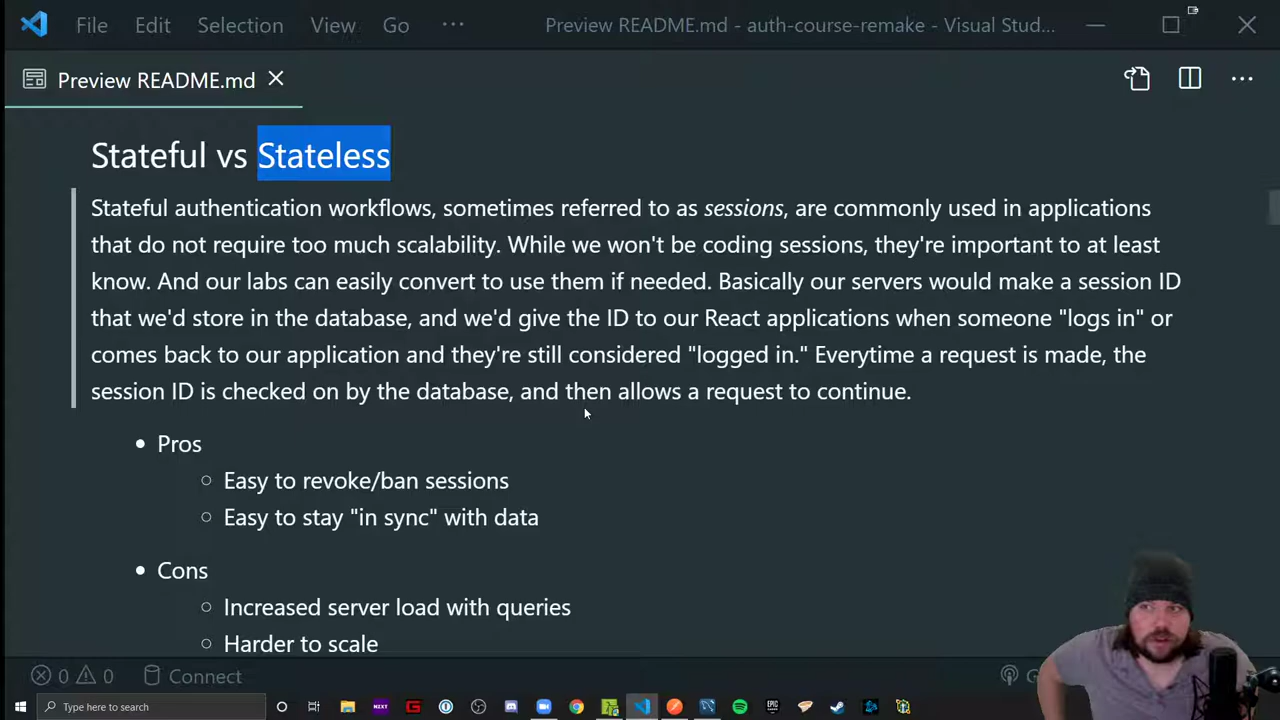 File Edit Selection View Go ··· Preview README.md - auth-course-remake - Visual Stud...
Preview README.md
Stateful vs Stateless
Stateful authentication workflows, sometimes referred to as sessions, are commonly used in applications
that do not require too much scalability. While we won't be coding sessions, they're important to at least
know. And our labs can easily convert to use them if needed. Basically our servers would make a session ID
that we'd store in the database, and we'd give the ID to our React applications when someone "logs in" or
comes back to our application and they're still considered "logged in." Everytime a request is made, the
session ID is checked on by the database, and then allows a request to continue.
Pros
Easy to revoke/ban sessions
Easy to stay "in sync" with data
Cons
Increased server load with queries
Harder to scale
0 0 Connect
Type here to search NZXT EPIC